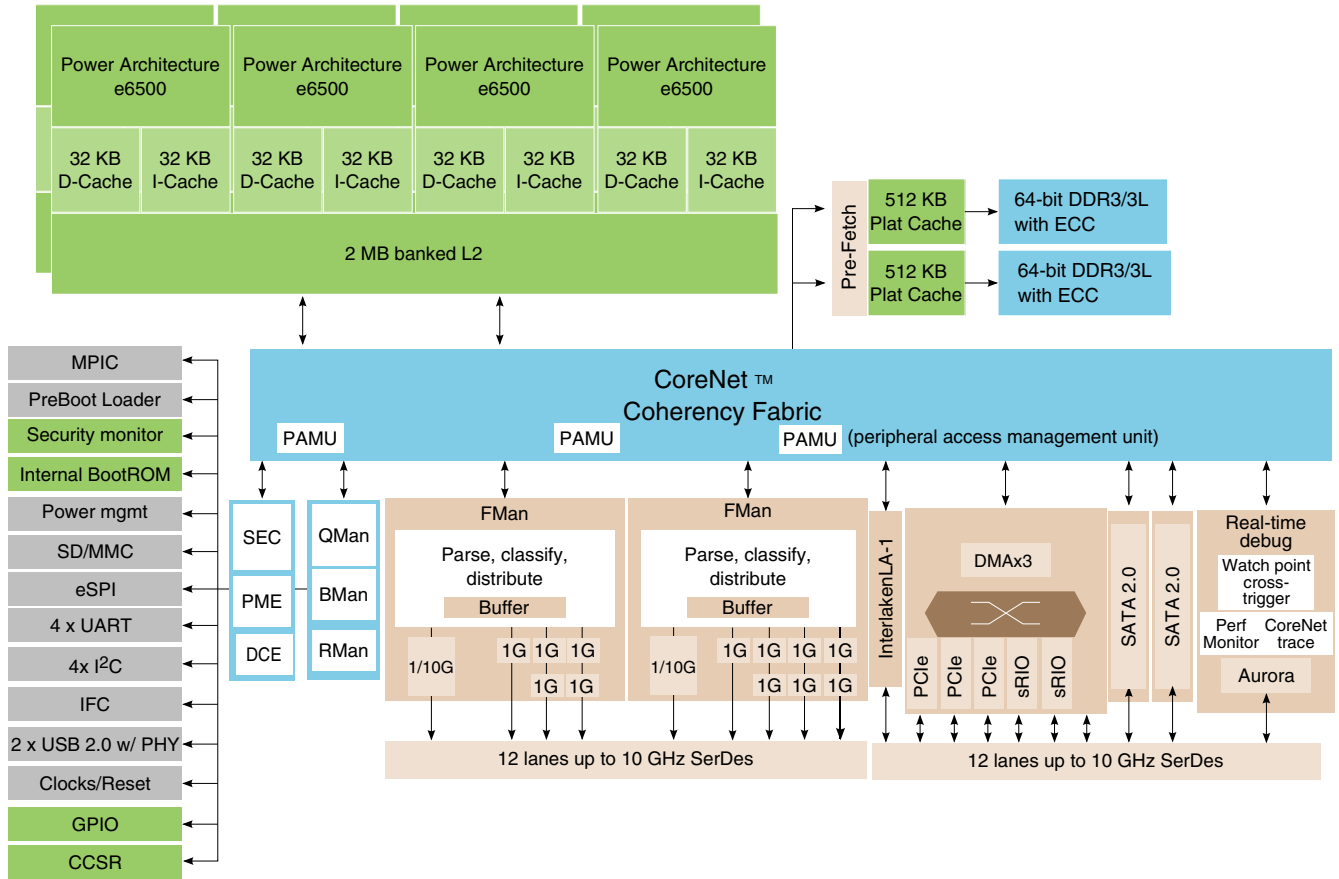 Power Architecture
e6500
Power Architecture
e6500
Power Architecture
e6500
Power Architecture
e6500
32 KB
D-Cache
32 KB
I-Cache
32 KB
D-Cache
32 KB
I-Cache
32 KB
D-Cache
32 KB
I-Cache
32 KB
D-Cache
32 KB
I-Cache
2 MB banked L2
Pre-Fetch
512 KB
Plat Cache
64-bit DDR3/3L
with ECC
512 KB
Plat Cache
64-bit DDR3/3L
with ECC
MPIC
PreBoot Loader
Security monitor
Internal BootROM
Power mgmt
SD/MMC
eSPI
4 x UART
4x I²C
IFC
2 x USB 2.0 w/ PHY
Clocks/Reset
GPIO
CCSR
CoreNet TM
Coherency Fabric
PAMU
PAMU
PAMU (peripheral access management unit)
SEC
PME
DCE
QMan
BMan
RMan
FMan
Parse, classify,
distribute
Buffer
1/10G
1G
1G
1G
1G
1G
FMan
Parse, classify,
distribute
Buffer
1/10G
1G
1G
1G
1G
1G
1G
1G
12 lanes up to 10 GHz SerDes
InterlakenLA-1
DMAx3
PCIe
PCIe
PCIe
sRIO
sRIO
SATA 2.0
SATA 2.0
Real-time
debug
Watch point
cross-
trigger
Perf
Monitor
CoreNet
trace
Aurora
12 lanes up to 10 GHz SerDes